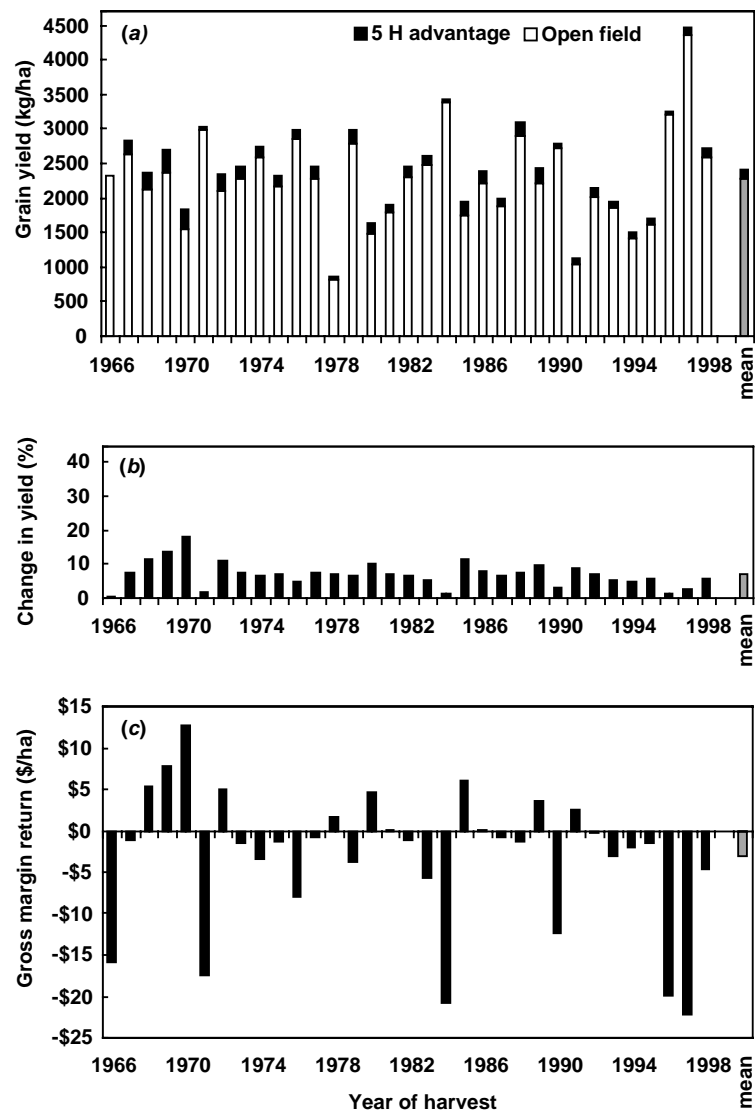 (a)
5 H advantage
Open field
Grain yield (kg/ha)
4500
4000
3500
3000
2500
2000
1500
1000
500
0
1966 1970 1974 1978 1982 1986 1990 1994 1998 mean
(b)
Change in yield (%)
40
30
20
10
0
1966 1970 1974 1978 1982 1986 1990 1994 1998 mean
(c)
Gross margin return ($/ha)
$15
$10
$5
$0
-$5
-$10
-$15
-$20
-$25
1966 1970 1974 1978 1982 1986 1990 1994 1998 mean
Year of harvest